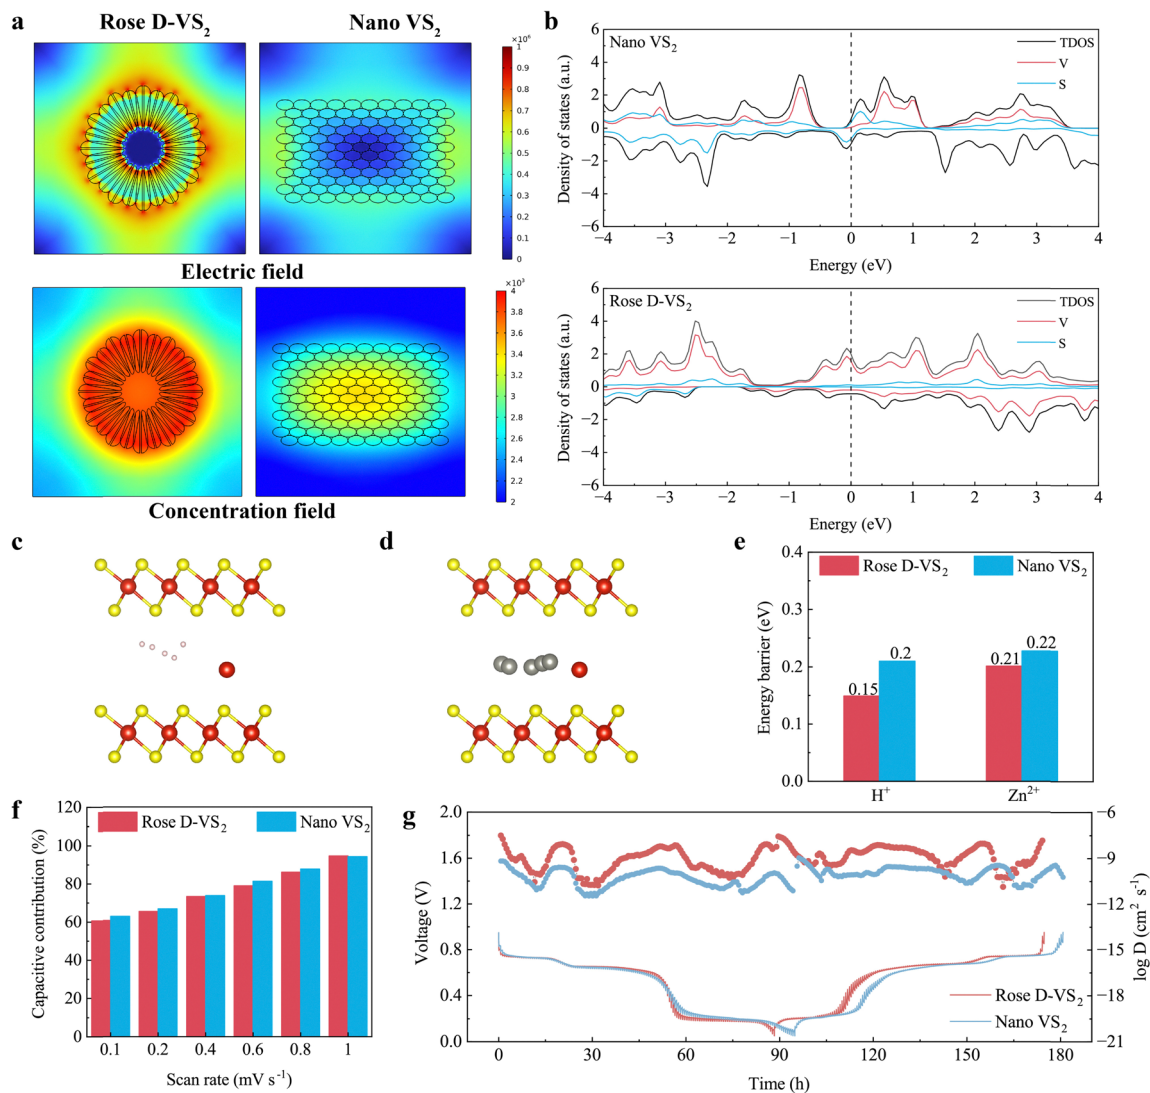 a
Rose D-VS2
Nano VS2
×10⁶
1
0.9
0.8
0.7
0.6
0.5
0.4
0.3
0.2
0.1
0
Electric field
×10³
4
3.8
3.6
3.4
3.2
3
2.8
2.6
2.4
2.2
2
Concentration field
b
Nano VS2
TDOS
V
S
Density of states (a.u.)
6
4
2
0
−2
−4
−6
−4 −3 −2 −1 0 1 2 3 4
Energy (eV)
Rose D-VS2
TDOS
V
S
Density of states (a.u.)
6
4
2
0
−2
−4
−6
−4 −3 −2 −1 0 1 2 3 4
Energy (eV)
c
d
e
Rose D-VS2
Nano VS2
Energy barrier (eV)
0.4
0.3
0.2
0.1
0.0
0.15
0.2
0.21
0.22
H⁺
Zn²⁺
f
Rose D-VS2
Nano VS2
Capacitive contribution (%)
120
100
80
60
40
20
0
0.1 0.2 0.4 0.6 0.8 1
Scan rate (mV s⁻¹)
g
Voltage (V)
2.0
1.6
1.2
0.8
0.4
0.0
−6
−9
−12
−15
−18
−21
log D (cm² s⁻¹)
Rose D-VS2
Nano VS2
0 30 60 90 120 150 180
Time (h)